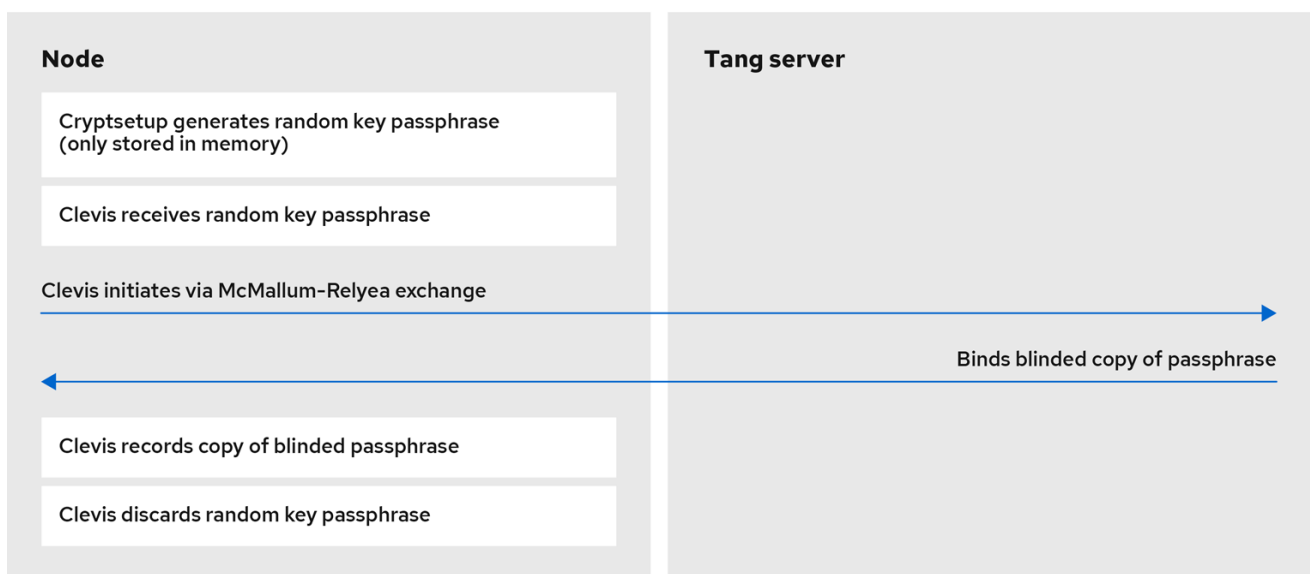 Node
Tang server
Cryptsetup generates random key passphrase
(only stored in memory)
Clevis receives random key passphrase
Clevis initiates via McMallum-Relyea exchange
Binds blinded copy of passphrase
Clevis records copy of blinded passphrase
Clevis discards random key passphrase